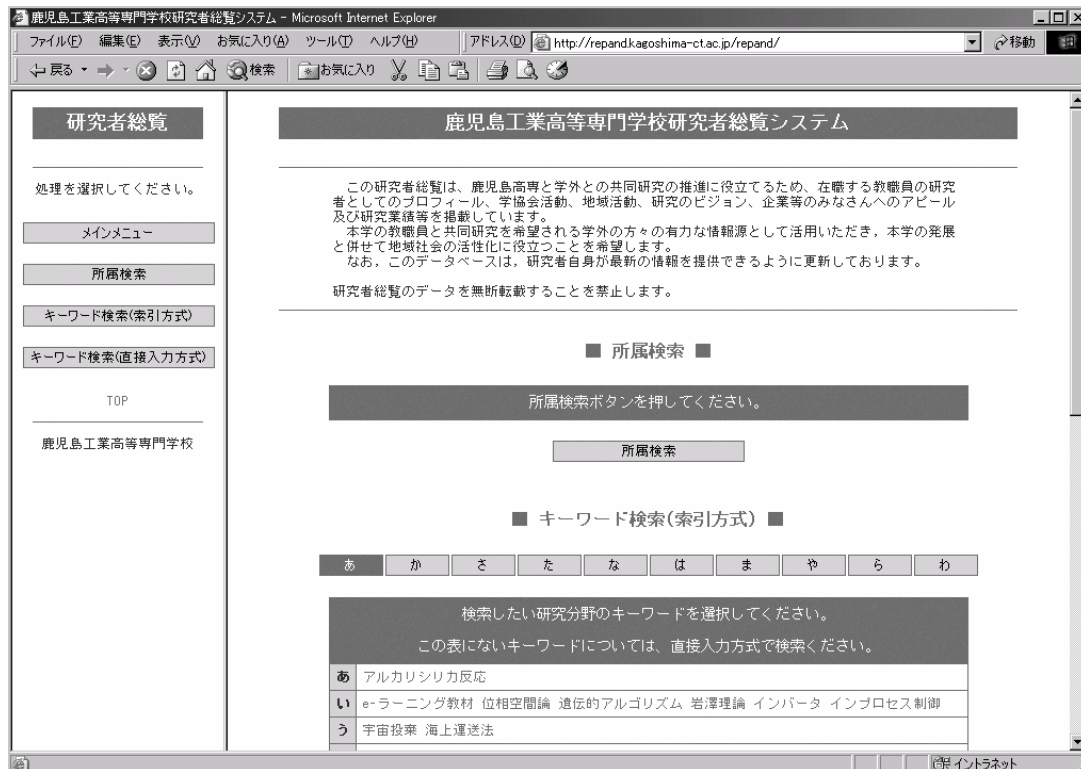 鹿児島工業高等専門学校研究者総覧システム - Microsoft Internet Explorer
ファイル(F) 編集(E) 表示(V) お気に入り(A) ツール(T) ヘルプ(H) アドレス(D) http://repand.kagoshima-ct.ac.jp/repand/ 移動
戻る 検索 お気に入り
研究者総覧
処理を選択してください。
メインメニュー
所属検索
キーワード検索(索引方式)
キーワード検索(直接入力方式)
TOP
鹿児島工業高等専門学校
鹿児島工業高等専門学校研究者総覧システム
この研究者総覧は、鹿児島高専と学外との共同研究の推進に役立てるため、在職する教職員の研究
者としてのプロフィール、学協会活動、地域活動、研究のビジョン、企業等のみなさんへのアピール
及び研究業績等を掲載しています。
本学の教職員と共同研究を希望される学外の方々の有力な情報源として活用いただき，本学の発展
と併せて地域社会の活性化に役立つことを希望します。
なお，このデータベースは，研究者自身が最新の情報を提供できるように更新しております。
研究者総覧のデータを無断転載することを禁止します。
■ 所属検索 ■
所属検索ボタンを押してください。
所属検索
■ キーワード検索(索引方式) ■
あ か さ た な は ま や ら わ
検索したい研究分野のキーワードを選択してください。
この表にないキーワードについては、直接入力方式で検索ください。
あ アルカリシリカ反応
い e-ラーニング教材 位相空間論 遺伝的アルゴリズム 岩澤理論 インバータ インプロセス制御
う 宇宙投棄 海上運送法
イントラネット